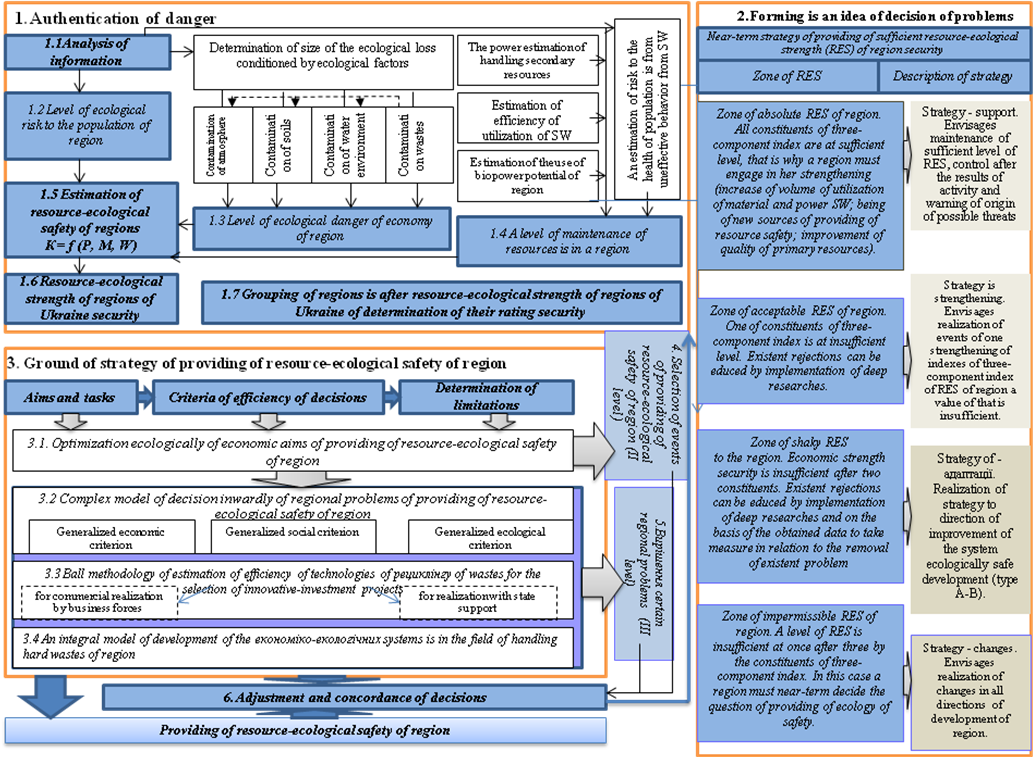 1. Authentication of danger
1.1Analysis of
information
1.2 Level of ecological
risk to the population of
region
1.5 Estimation of
resource-ecological
safety of regions
K = f (P, M, W)
1.6 Resource-ecological
strength of regions of
Ukraine security
Determination of size of the ecological loss
conditioned by ecological factors
Contamination
of atmosphere
Contaminati
on of soils
Contaminati
on of water
environment
Contaminati
on wastes
1.3 Level of ecological danger of economy
of region
The power estimation of
handling secondary
resources
Estimation of
efficiency of
utilization of SW
Estimation of the use of
biopower potential of
region
An estimation of risk to the
health of population is from
uneffective behavior from SW
1.4 A level of maintenance of
resources is in a region
1.7 Grouping of regions is after resource-ecological strength of regions of
Ukraine of determination of their rating security
2.Forming is an idea of decision of problems
Near-term strategy of providing of sufficient resource-ecological
strength (RES) of region security
Zone of RES
Description of strategy
Zone of absolute RES of region.
All constituents of three-
component index are at sufficient
level, that is why a region must
engage in her strengthening
(increase of volume of utilization
of material and power SW; being
of new sources of providing of
resource safety; improvement of
quality of primary resources).
Strategy - support.
Envisages
maintenance of
sufficient level of
RES, control after
the results of
activity and
warning of origin
of possible threats
Zone of acceptable RES of region.
One of constituents of three-
component index is at insufficient
level. Existent rejections can be
educed by implementation of deep
researches.
Strategy is
strengthening.
Envisages
realization of
events of one
strengthening of
indexes of three-
component index
of RES of region a
value of that is
insufficient.
Zone of shaky RES
to the region. Economic strength
security is insufficient after two
constituents. Existent rejections
can be educed by implementation
of deep researches and on the
basis of the obtained data to take
measure in relation to the removal
of existent problem
Strategy of -
адаптації.
Realization of
strategy to
direction of
improvement of
the system
ecologically safe
development (type
A-B).
Zone of impermissible RES of
region. A level of RES is
insufficient at once after three by
the constituents of three-
component index. In this case a
region must near-term decide the
question of providing of ecology of
safety.
Strategy - changes.
Envisages
realization of
changes in all
directions of
development of
region.
3. Ground of strategy of providing of resource-ecological safety of region
Aims and tasks
Criteria of efficiency of decisions
Determination of
limitations
3.1. Optimization ecologically of economic aims of providing of resource-ecological safety
of region
3.2 Complex model of decision inwardly of regional problems of providing of resource-
ecological safety of region
Generalized economic
criterion
Generalized social criterion
Generalized ecological
criterion
3.3 Ball methodology of estimation of efficiency of technologies of рециклінгу of wastes for the
selection of innovative-investment projects
for commercial realization
by business forces
for realization with state
support
3.4 An integral model of development of the економіко-екологічних systems is in the field of handling
hard wastes of region
4. Selection of events
of providing of
resource-ecological
safety of region (II
level)
5.Вирішення certain
regional problems (III
level)
6. Adjustment and concordance of decisions
Providing of resource-ecological safety of region